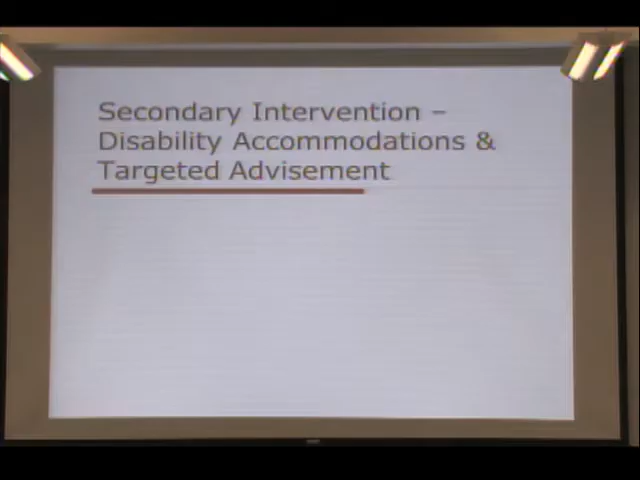 Secondary Intervention –
Disability Accommodations &
Targeted Advisement